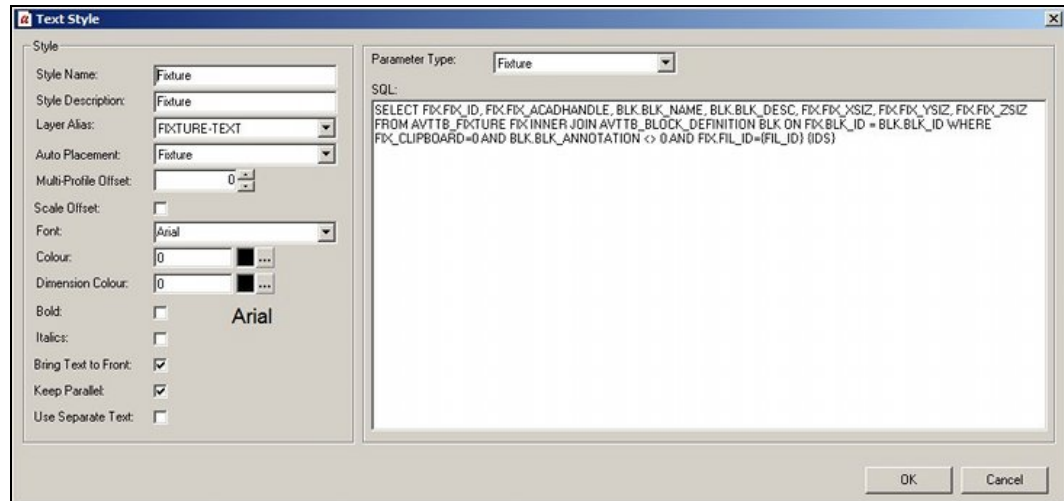 Text Style
Style
Style Name: Fixture
Style Description: Fixture
Layer Alias: FIXTURE-TEXT
Auto Placement: Fixture
Multi-Profile Offset: 0
Scale Offset:
Font: Arial
Colour: 0 ...
Dimension Colour: 0 ...
Bold:
Arial
Italics:
Bring Text to Front:
Keep Parallel:
Use Separate Text:
Parameter Type: Fixture
SQL:
SELECT FIX.FIX_ID, FIX.FIX_ACADHANDLE, BLK.BLK_NAME, BLK.BLK_DESC, FIX.FIX_XSIZ, FIX.FIX_YSIZ, FIX.FIX_ZSIZ
FROM AVTTB_FIXTURE FIX INNER JOIN AVTTB_BLOCK_DEFINITION BLK ON FIX.BLK_ID = BLK.BLK_ID WHERE
FIX_CLIPBOARD=0 AND BLK.BLK_ANNOTATION <> 0 AND FIX.FIL_ID={FIL_ID} {IDS}
OK Cancel